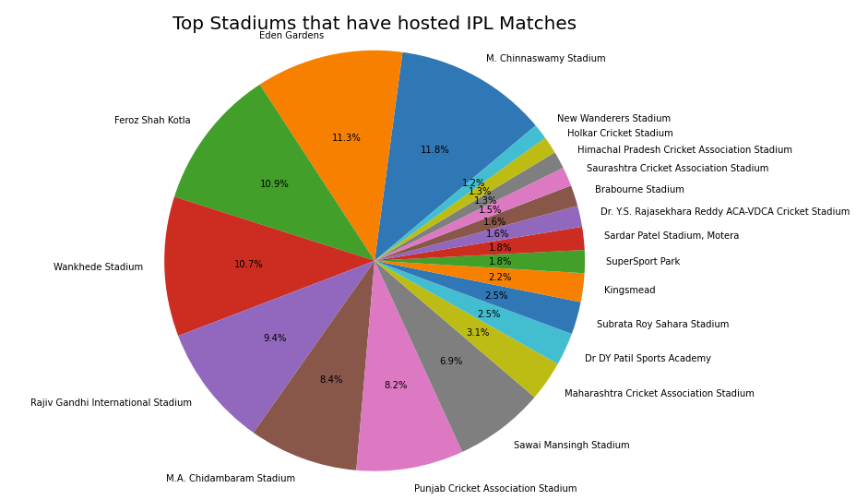 Top Stadiums that have hosted IPL Matches
Eden Gardens
M. Chinnaswamy Stadium
Feroz Shah Kotla
New Wanderers Stadium
Holkar Cricket Stadium
Himachal Pradesh Cricket Association Stadium
Saurashtra Cricket Association Stadium
Brabourne Stadium
Dr. Y.S. Rajasekhara Reddy ACA-VDCA Cricket Stadium
Sardar Patel Stadium, Motera
SuperSport Park
Kingsmead
Subrata Roy Sahara Stadium
Dr DY Patil Sports Academy
Maharashtra Cricket Association Stadium
Sawai Mansingh Stadium
Punjab Cricket Association Stadium
M.A. Chidambaram Stadium
Rajiv Gandhi International Stadium
Wankhede Stadium
11.3%
11.8%
10.9%
10.7%
9.4%
8.4%
8.2%
6.9%
3.1%
2.5%
2.5%
2.2%
1.8%
1.8%
1.6%
1.6%
1.5%
1.3%
1.3%
1.2%